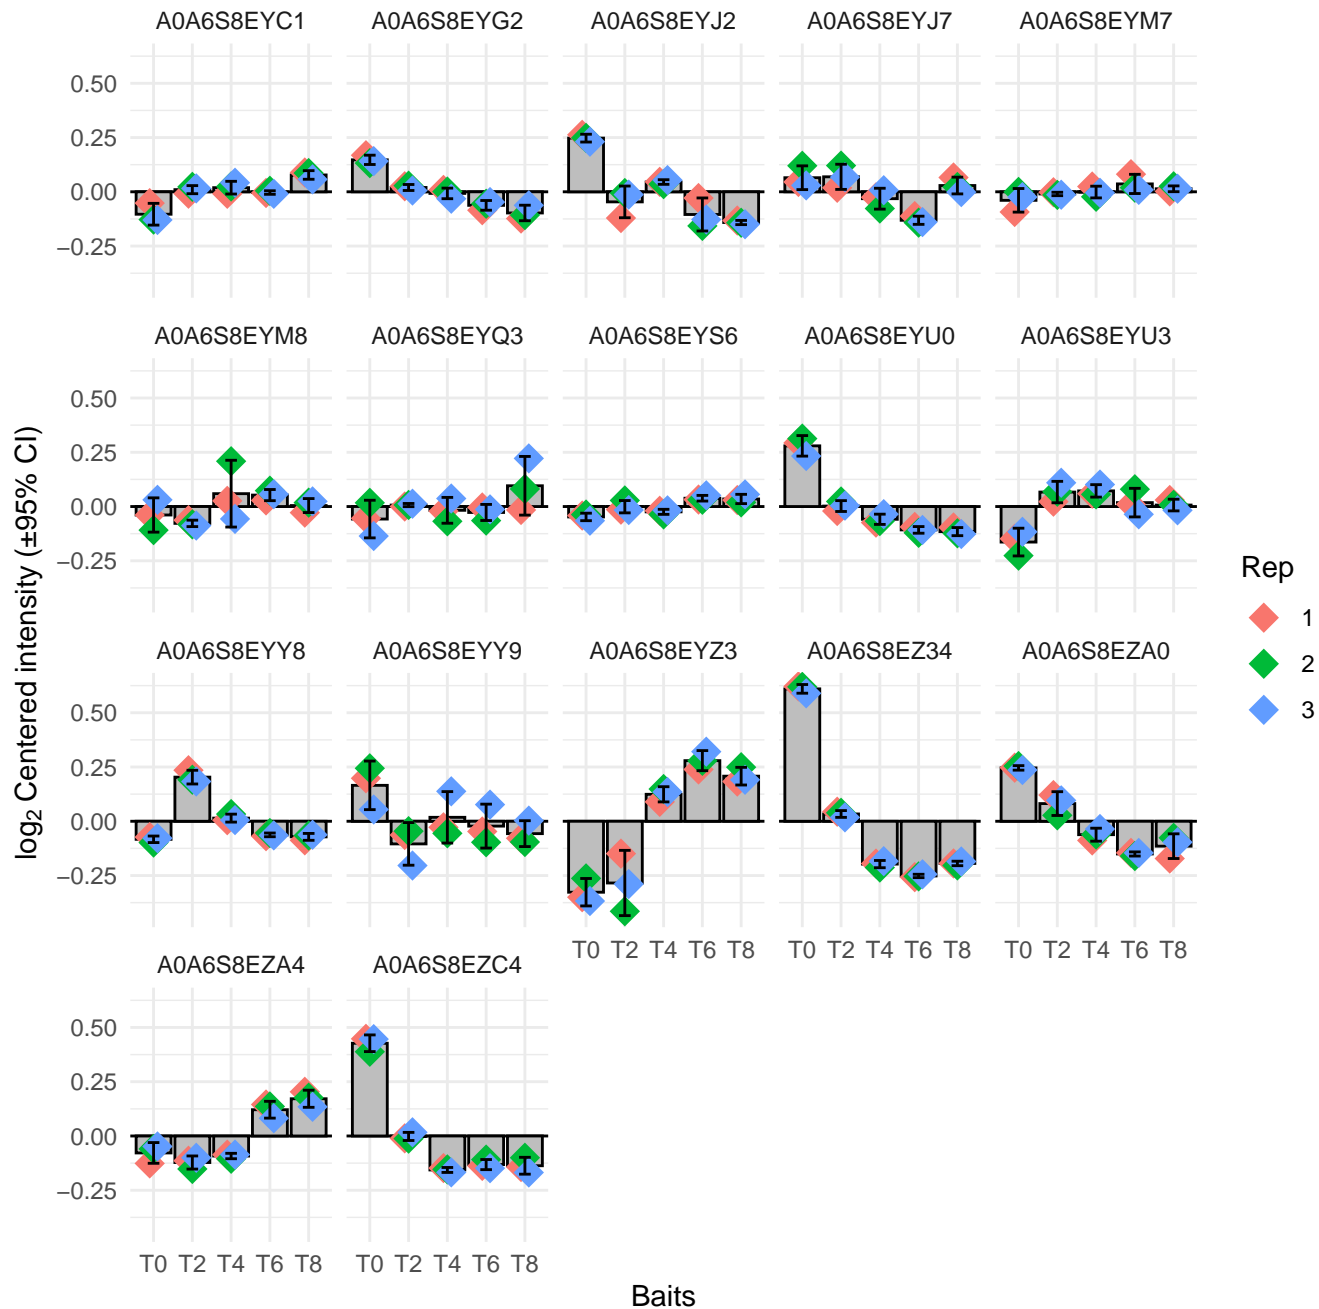 A0A6S8EYC1 A0A6S8EYG2 A0A6S8EYJ2 A0A6S8EYJ7 A0A6S8EYM7
0.50
0.25
0.00
−0.25
A0A6S8EYM8 A0A6S8EYQ3 A0A6S8EYS6 A0A6S8EYU0 A0A6S8EYU3
0.50
0.25
0.00
−0.25
A0A6S8EYY8 A0A6S8EYY9 A0A6S8EYZ3 A0A6S8EZ34 A0A6S8EZA0
0.50
0.25
0.00
−0.25
T0 T2 T4 T6 T8 T0 T2 T4 T6 T8 T0 T2 T4 T6 T8
A0A6S8EZA4 A0A6S8EZC4
0.50
0.25
0.00
−0.25
T0 T2 T4 T6 T8 T0 T2 T4 T6 T8
Baits
log₂ Centered intensity (±95% CI)
Rep
1
2
3